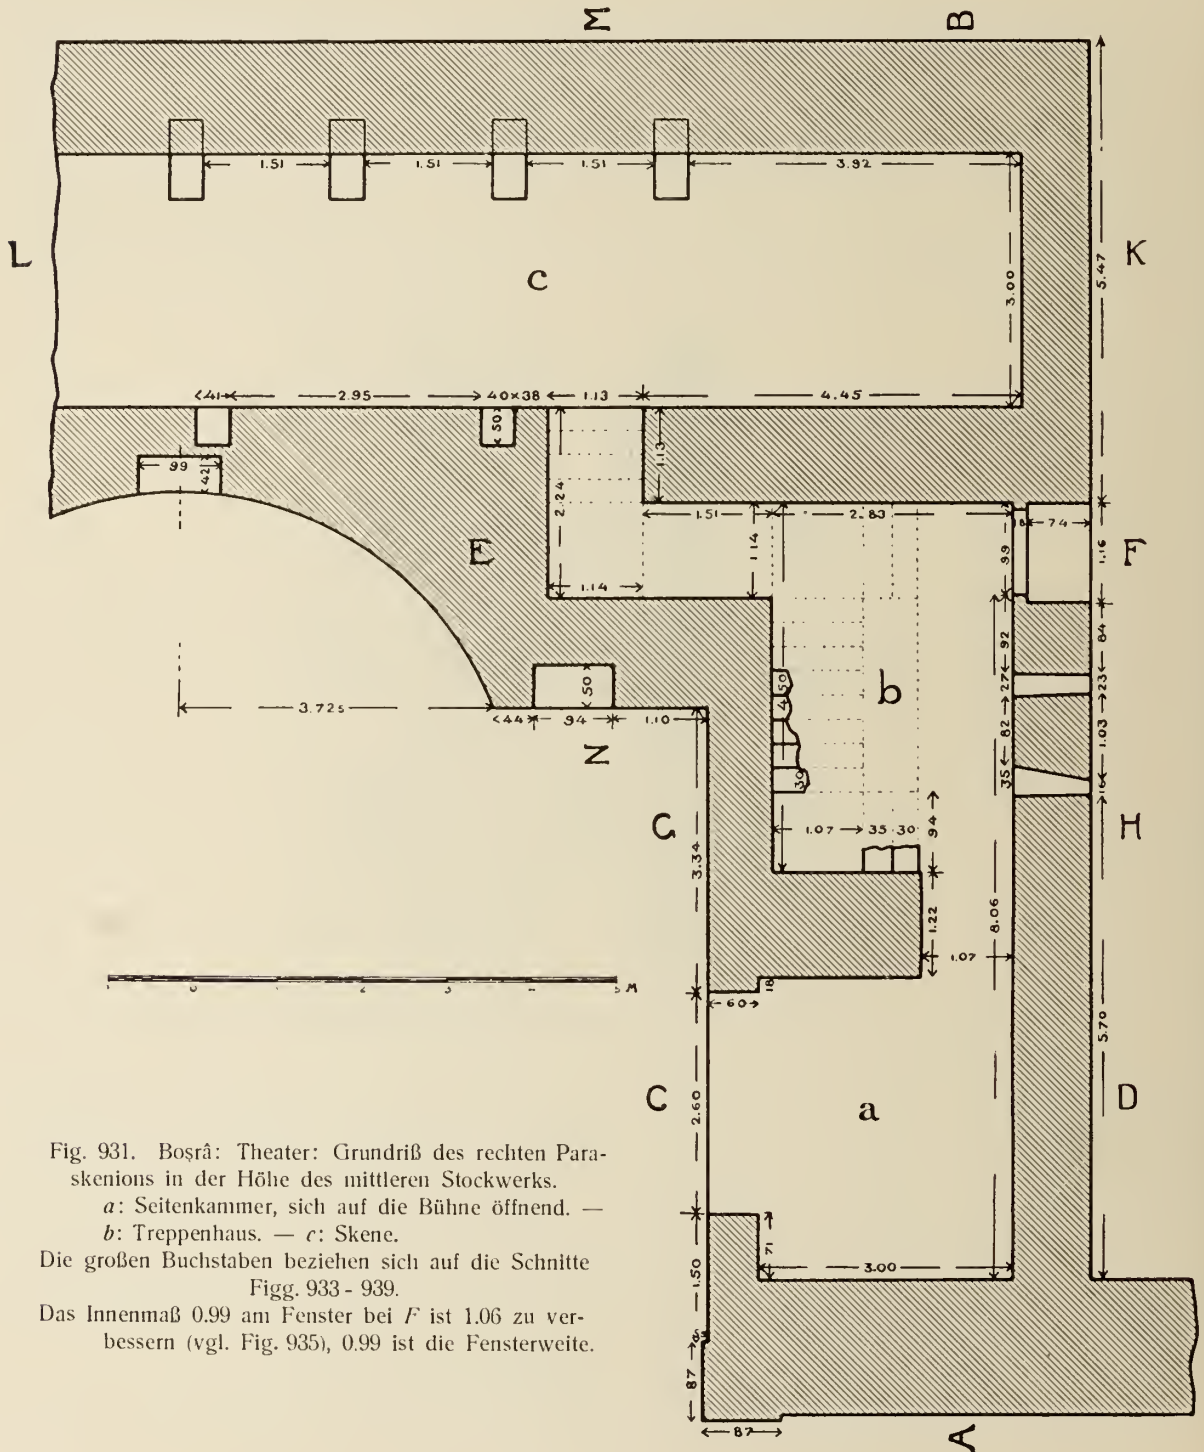 M B
1.51 1.51 1.51 3.92
L c 3.00 5.47 K
41 2.95 40 × 38 1.13 4.45
50
99 42 2.24 1.13
1.51 2.83 8 74
E 1.14 99 1.16 F
1.14
92 84
50 4.50 b 27 23
3.725 82 1.03
44 94 1.10
Z 30 35 16
G 3.34 1.07 35 30 94 H
1.22 8.06
1.07
60 18 5.70
M
C 2.60 a D
71
1.50 3.00
87
87
A
Fig. 931. Boṣrâ: Theater: Grundriß des rechten Para-
skenions in der Höhe des mittleren Stockwerks.
a: Seitenkammer, sich auf die Bühne öffnend. —
b: Treppenhaus. — c: Skene.
Die großen Buchstaben beziehen sich auf die Schnitte
Figg. 933 - 939.
Das Innenmaß 0.99 am Fenster bei F ist 1.06 zu ver-
bessern (vgl. Fig. 935), 0.99 ist die Fensterweite.